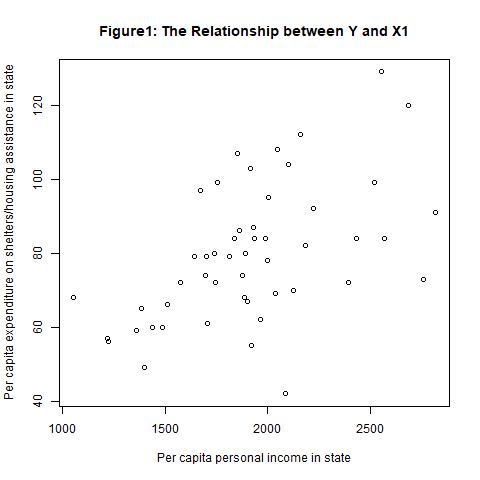 Figure1: The Relationship between Y and X1
Per capita expenditure on shelters/housing assistance in state
120
100
80
60
40
1000 1500 2000 2500
Per capita personal income in state